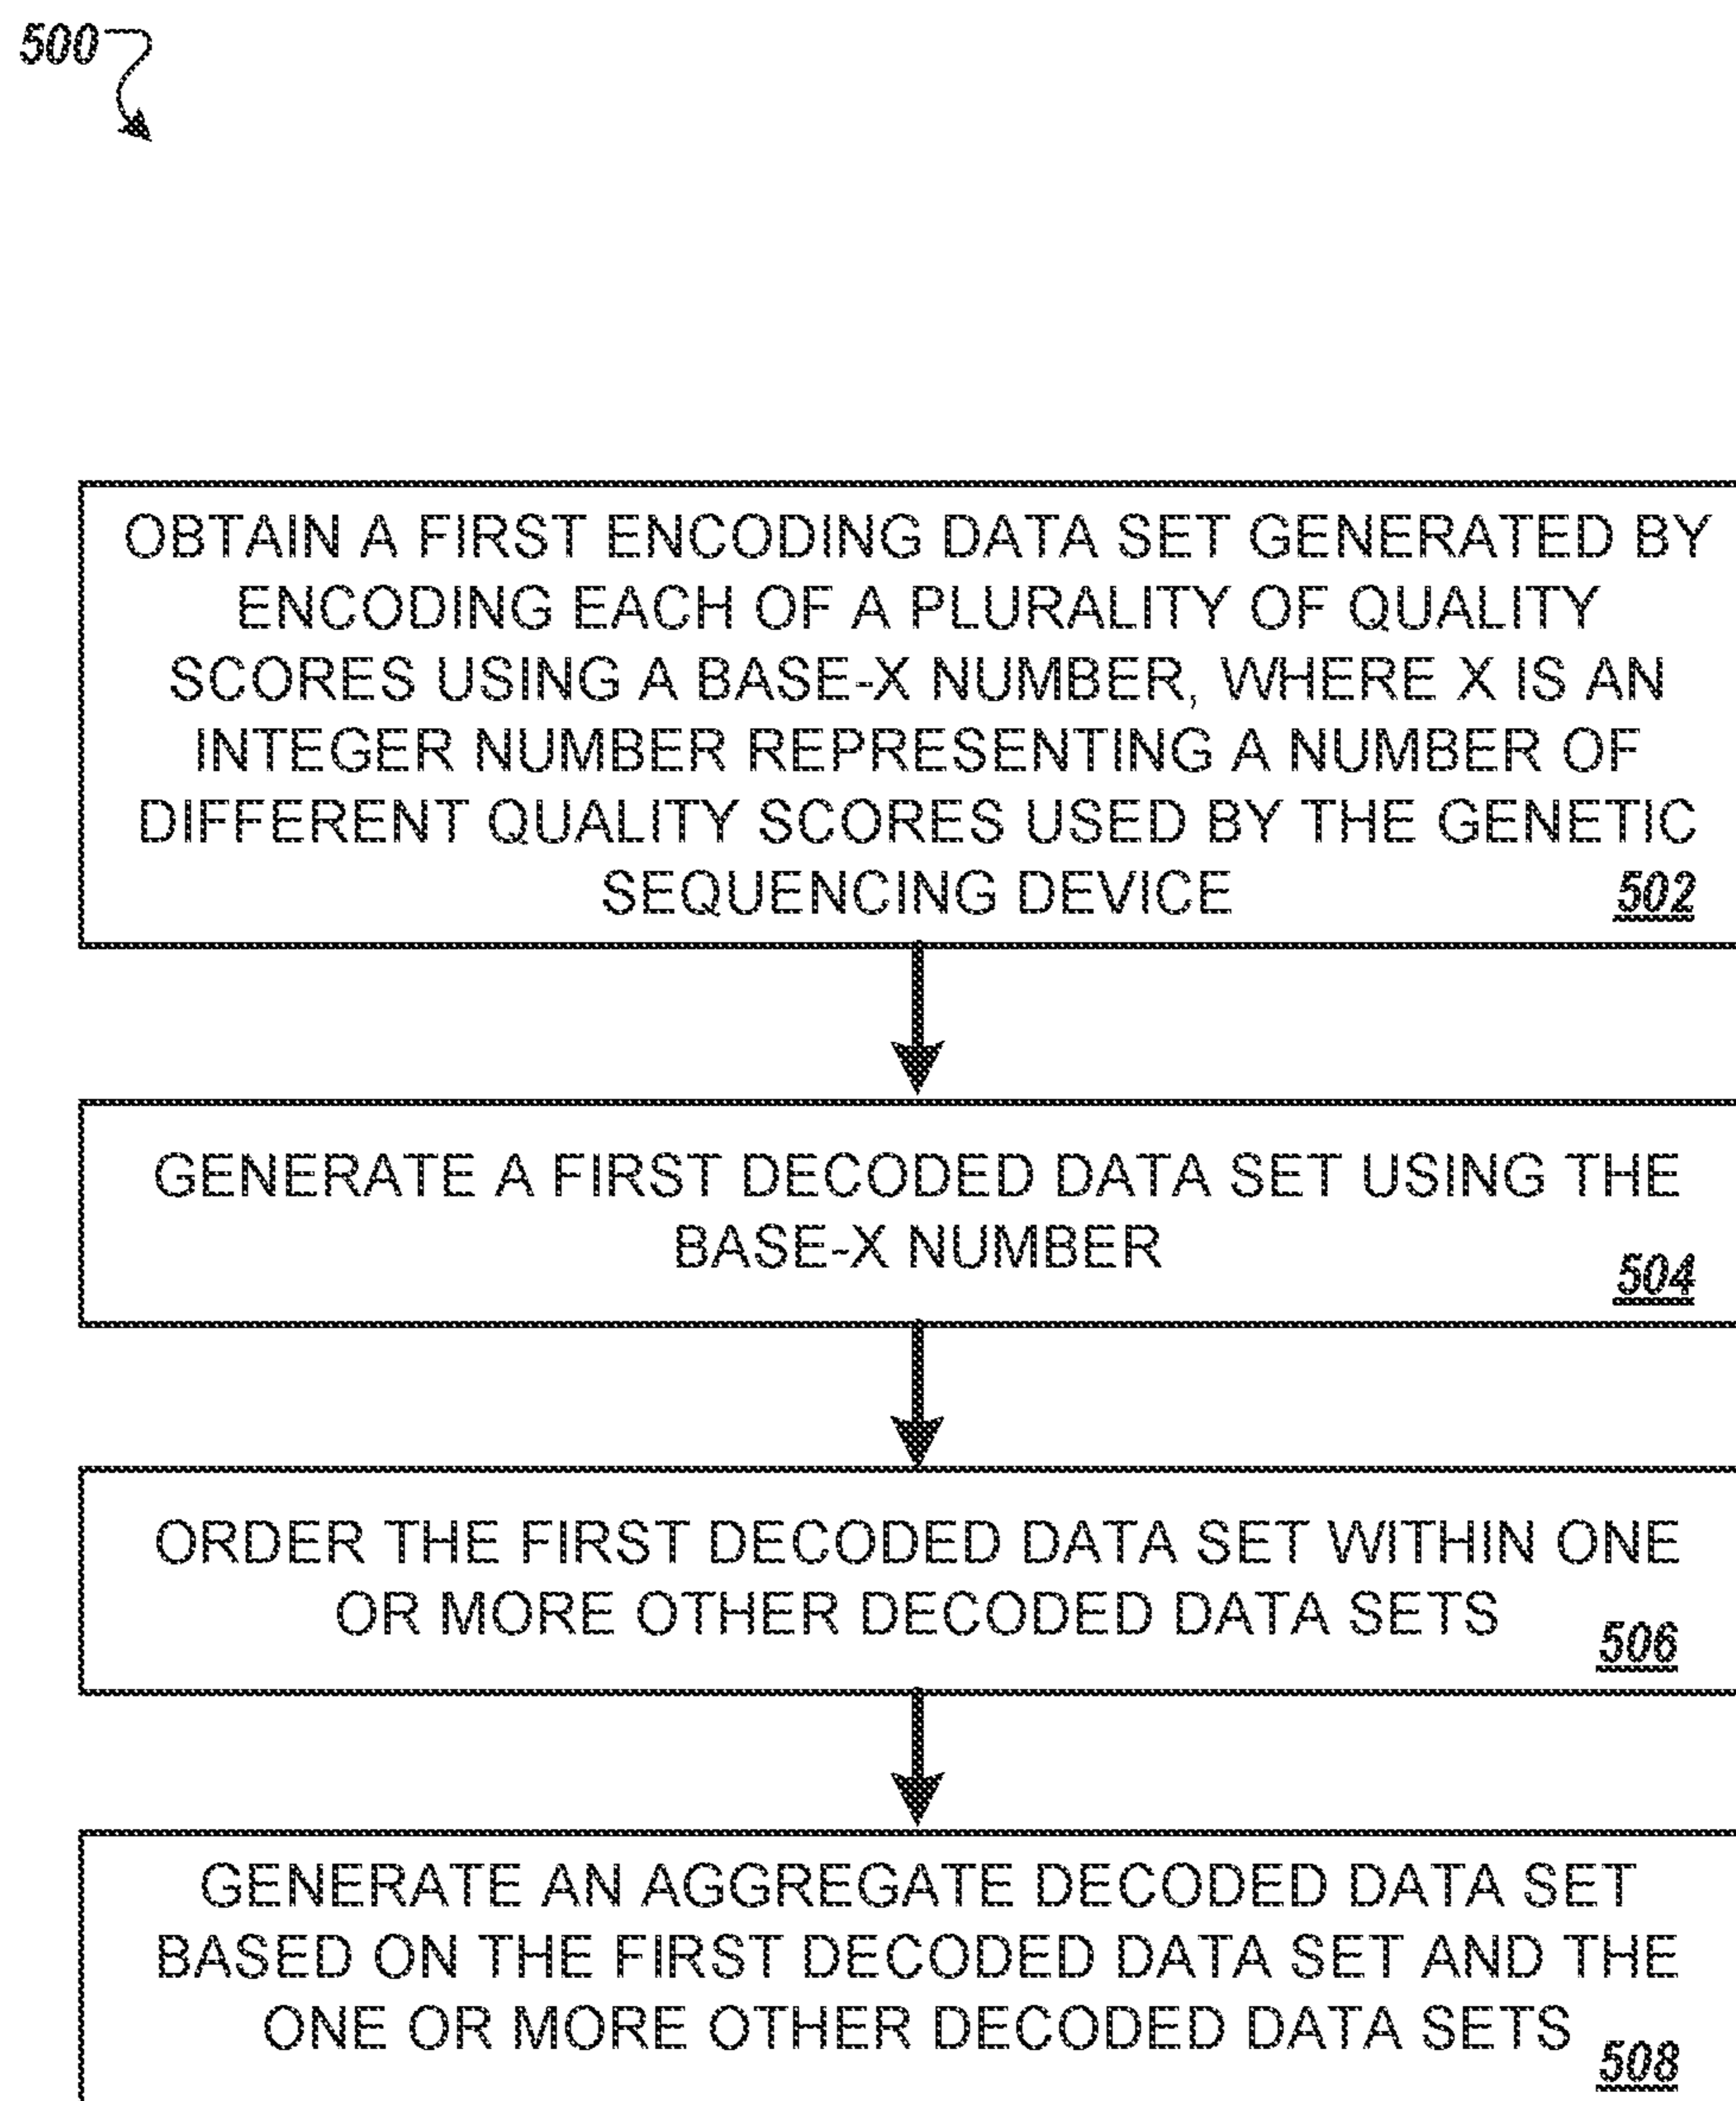 500
OBTAIN A FIRST ENCODING DATA SET GENERATED BY
ENCODING EACH OF A PLURALITY OF QUALITY
SCORES USING A BASE-X NUMBER, WHERE X IS AN
INTEGER NUMBER REPRESENTING A NUMBER OF
DIFFERENT QUALITY SCORES USED BY THE GENETIC
SEQUENCING DEVICE 502
GENERATE A FIRST DECODED DATA SET USING THE
BASE-X NUMBER
504
ORDER THE FIRST DECODED DATA SET WITHIN ONE
OR MORE OTHER DECODED DATA SETS
506
GENERATE AN AGGREGATE DECODED DATA SET
BASED ON THE FIRST DECODED DATA SET AND THE
ONE OR MORE OTHER DECODED DATA SETS
508